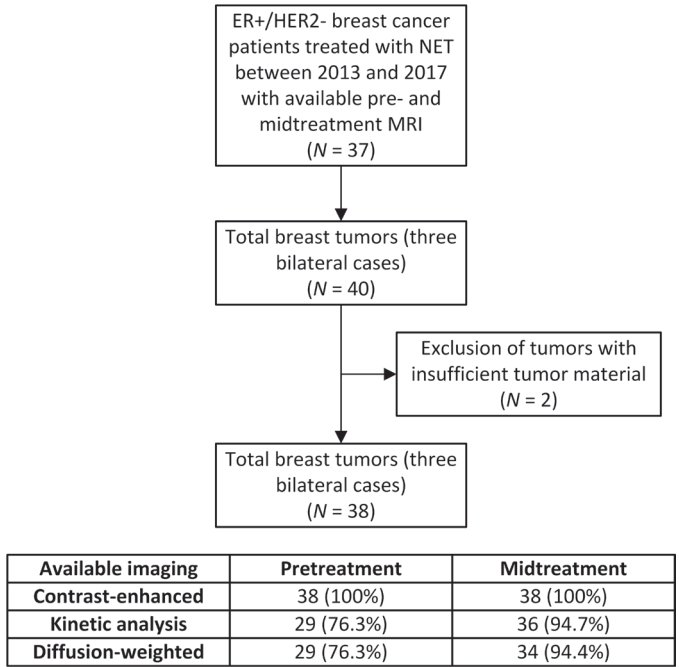 ER+/HER2- breast cancer
patients treated with NET
between 2013 and 2017
with available pre- and
midtreatment MRI
(N = 37)
Total breast tumors (three
bilateral cases)
(N = 40)
Exclusion of tumors with
insufficient tumor material
(N = 2)
Total breast tumors (three
bilateral cases)
(N = 38)
Available imaging Pretreatment Midtreatment
Contrast-enhanced 38 (100%) 38 (100%)
Kinetic analysis 29 (76.3%) 36 (94.7%)
Diffusion-weighted 29 (76.3%) 34 (94.4%)